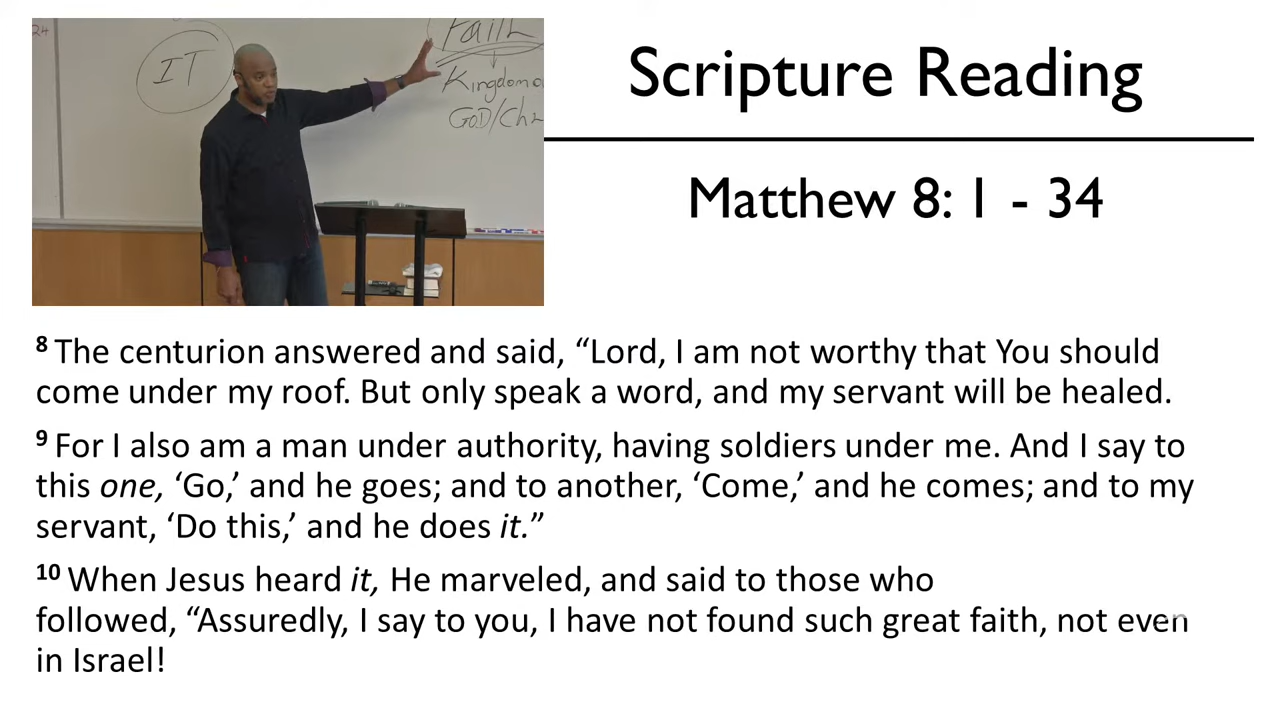 24
IT
Faith
Kingdom o
GOD/Ch
Scripture Reading
Matthew 8: 1 - 34
8 The centurion answered and said, “Lord, I am not worthy that You should
come under my roof. But only speak a word, and my servant will be healed.
9 For I also am a man under authority, having soldiers under me. And I say to
this one, ‘Go,’ and he goes; and to another, ‘Come,’ and he comes; and to my
servant, ‘Do this,’ and he does it.”
10 When Jesus heard it, He marveled, and said to those who
followed, “Assuredly, I say to you, I have not found such great faith, not even
in Israel!